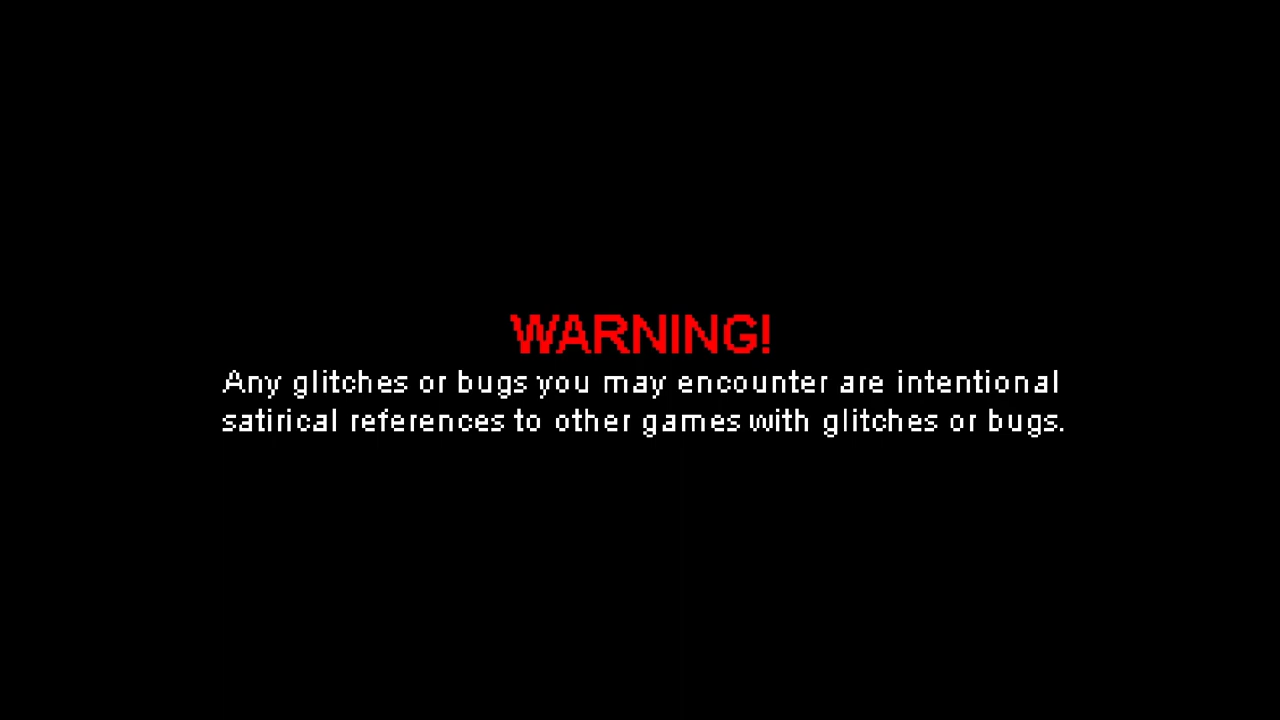 WARNING!
Any glitches or bugs you may encounter are intentional
satirical references to other games with glitches or bugs.